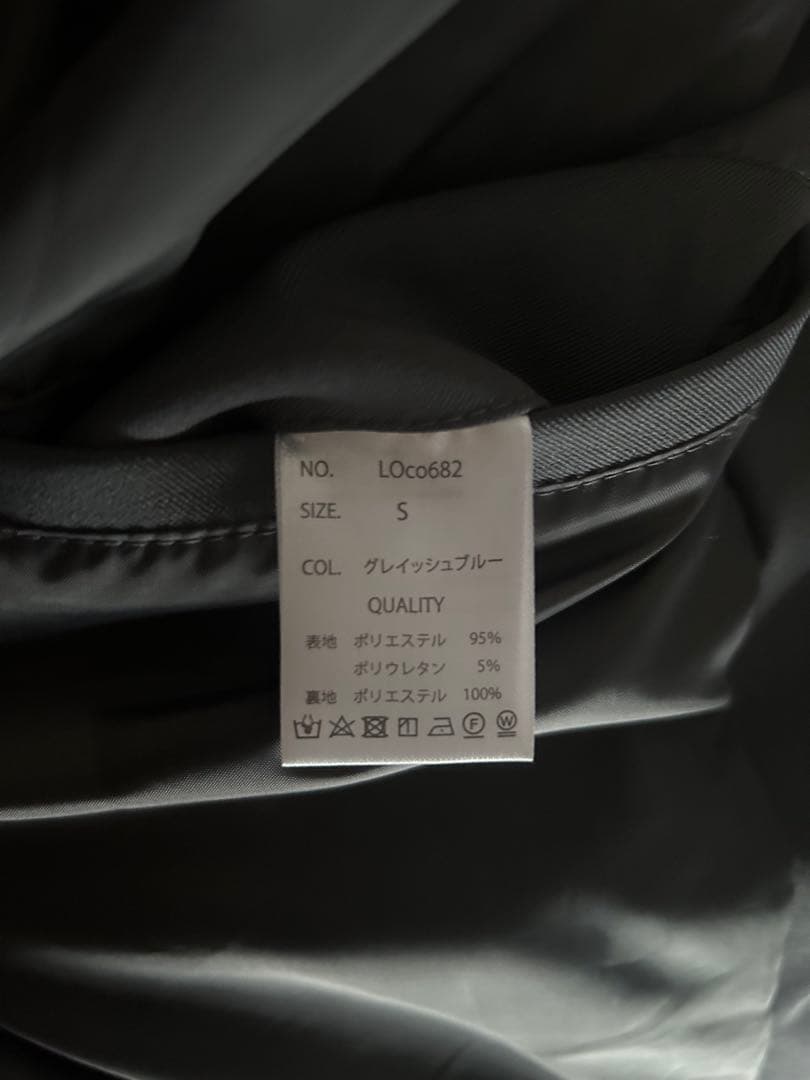 NO. LOco682
SIZE. S
COL. グレイッシュブルー
QUALITY
表地 ポリエステル 95%
ポリウレタン 5%
裏地 ポリエステル 100%
F W